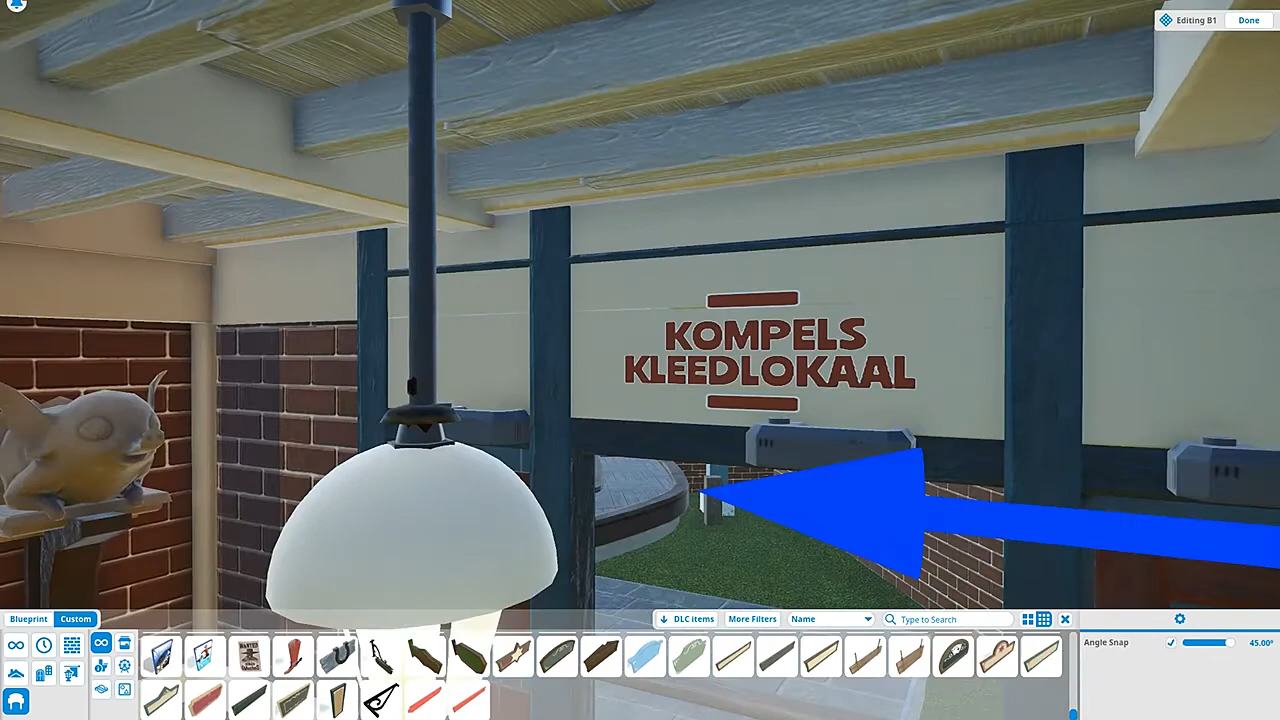 Editing B1
Done
KOMPELS
KLEEDLOKAAL
Blueprint
Custom
DLC items
More Filters
Name
Type to Search
Angle Snap
45.00°